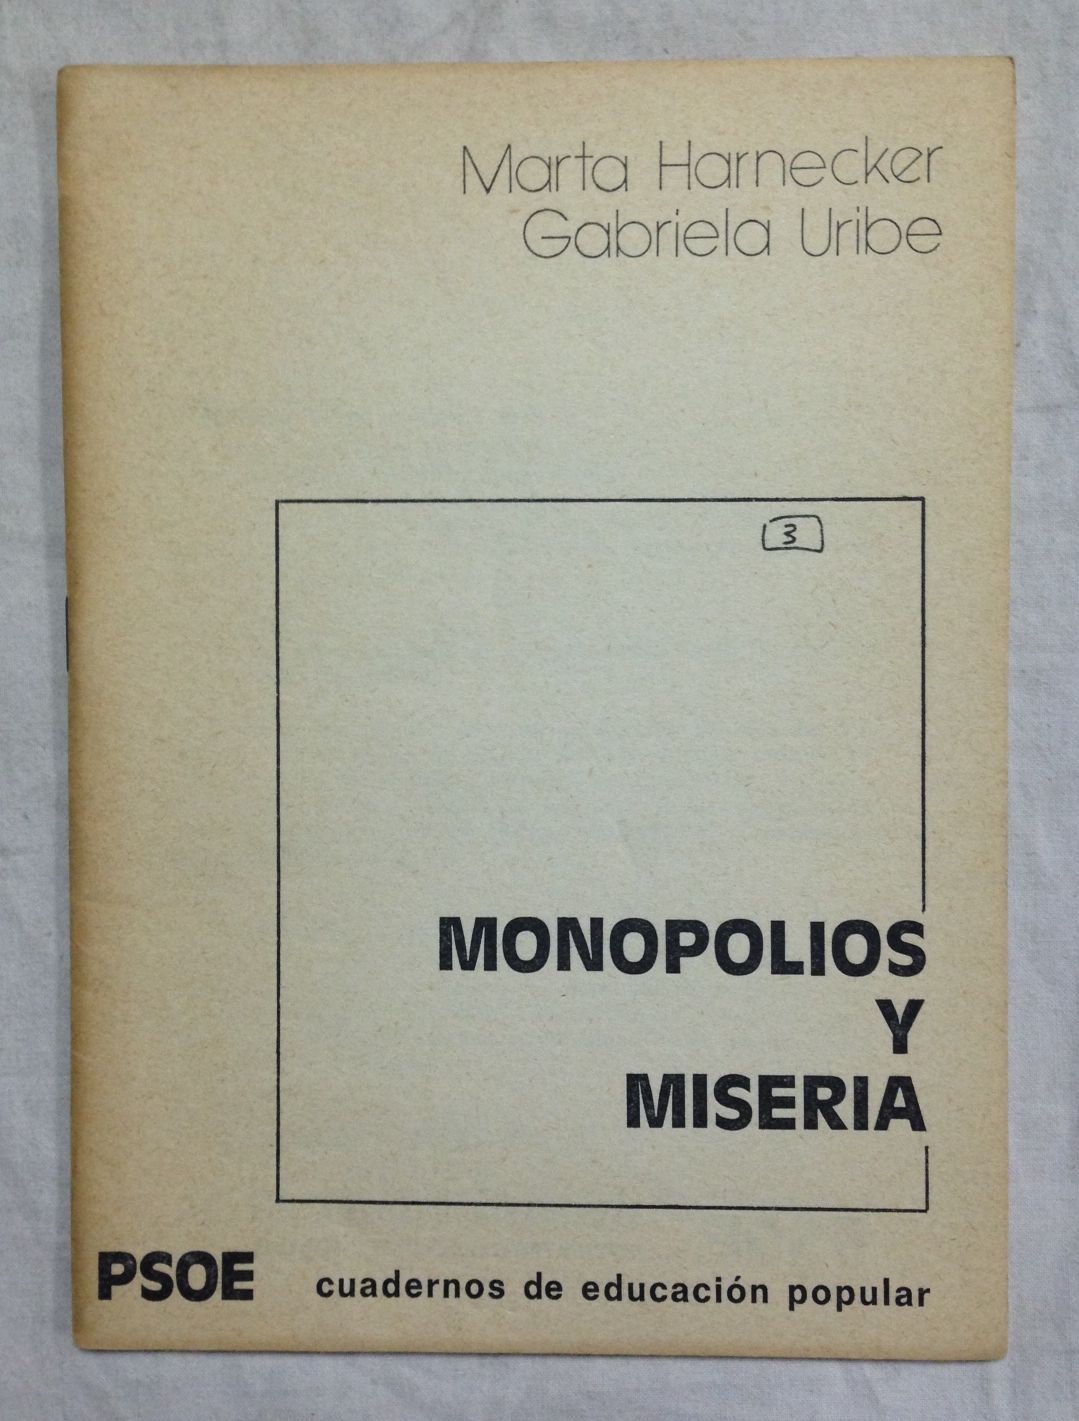 Marta Harnecker
Gabriela Uribe
3
MONOPOLIOS
Y
MISERIA
PSOE cuadernos de educación popular